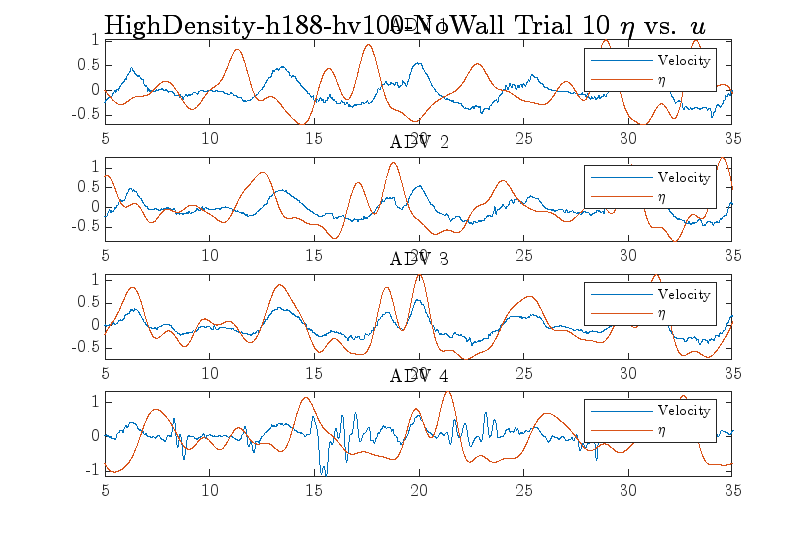 HighDensity-h188-hv100-NoWall Trial 10 η vs. u
ADV 1
1
0.5
0
-0.5
Velocity
η
5 10 15 20 25 30 35
ADV 2
1
0.5
0
-0.5
Velocity
η
5 10 15 20 25 30 35
ADV 3
1
0.5
0
-0.5
Velocity
η
5 10 15 20 25 30 35
ADV 4
1
0
-1
Velocity
η
5 10 15 20 25 30 35